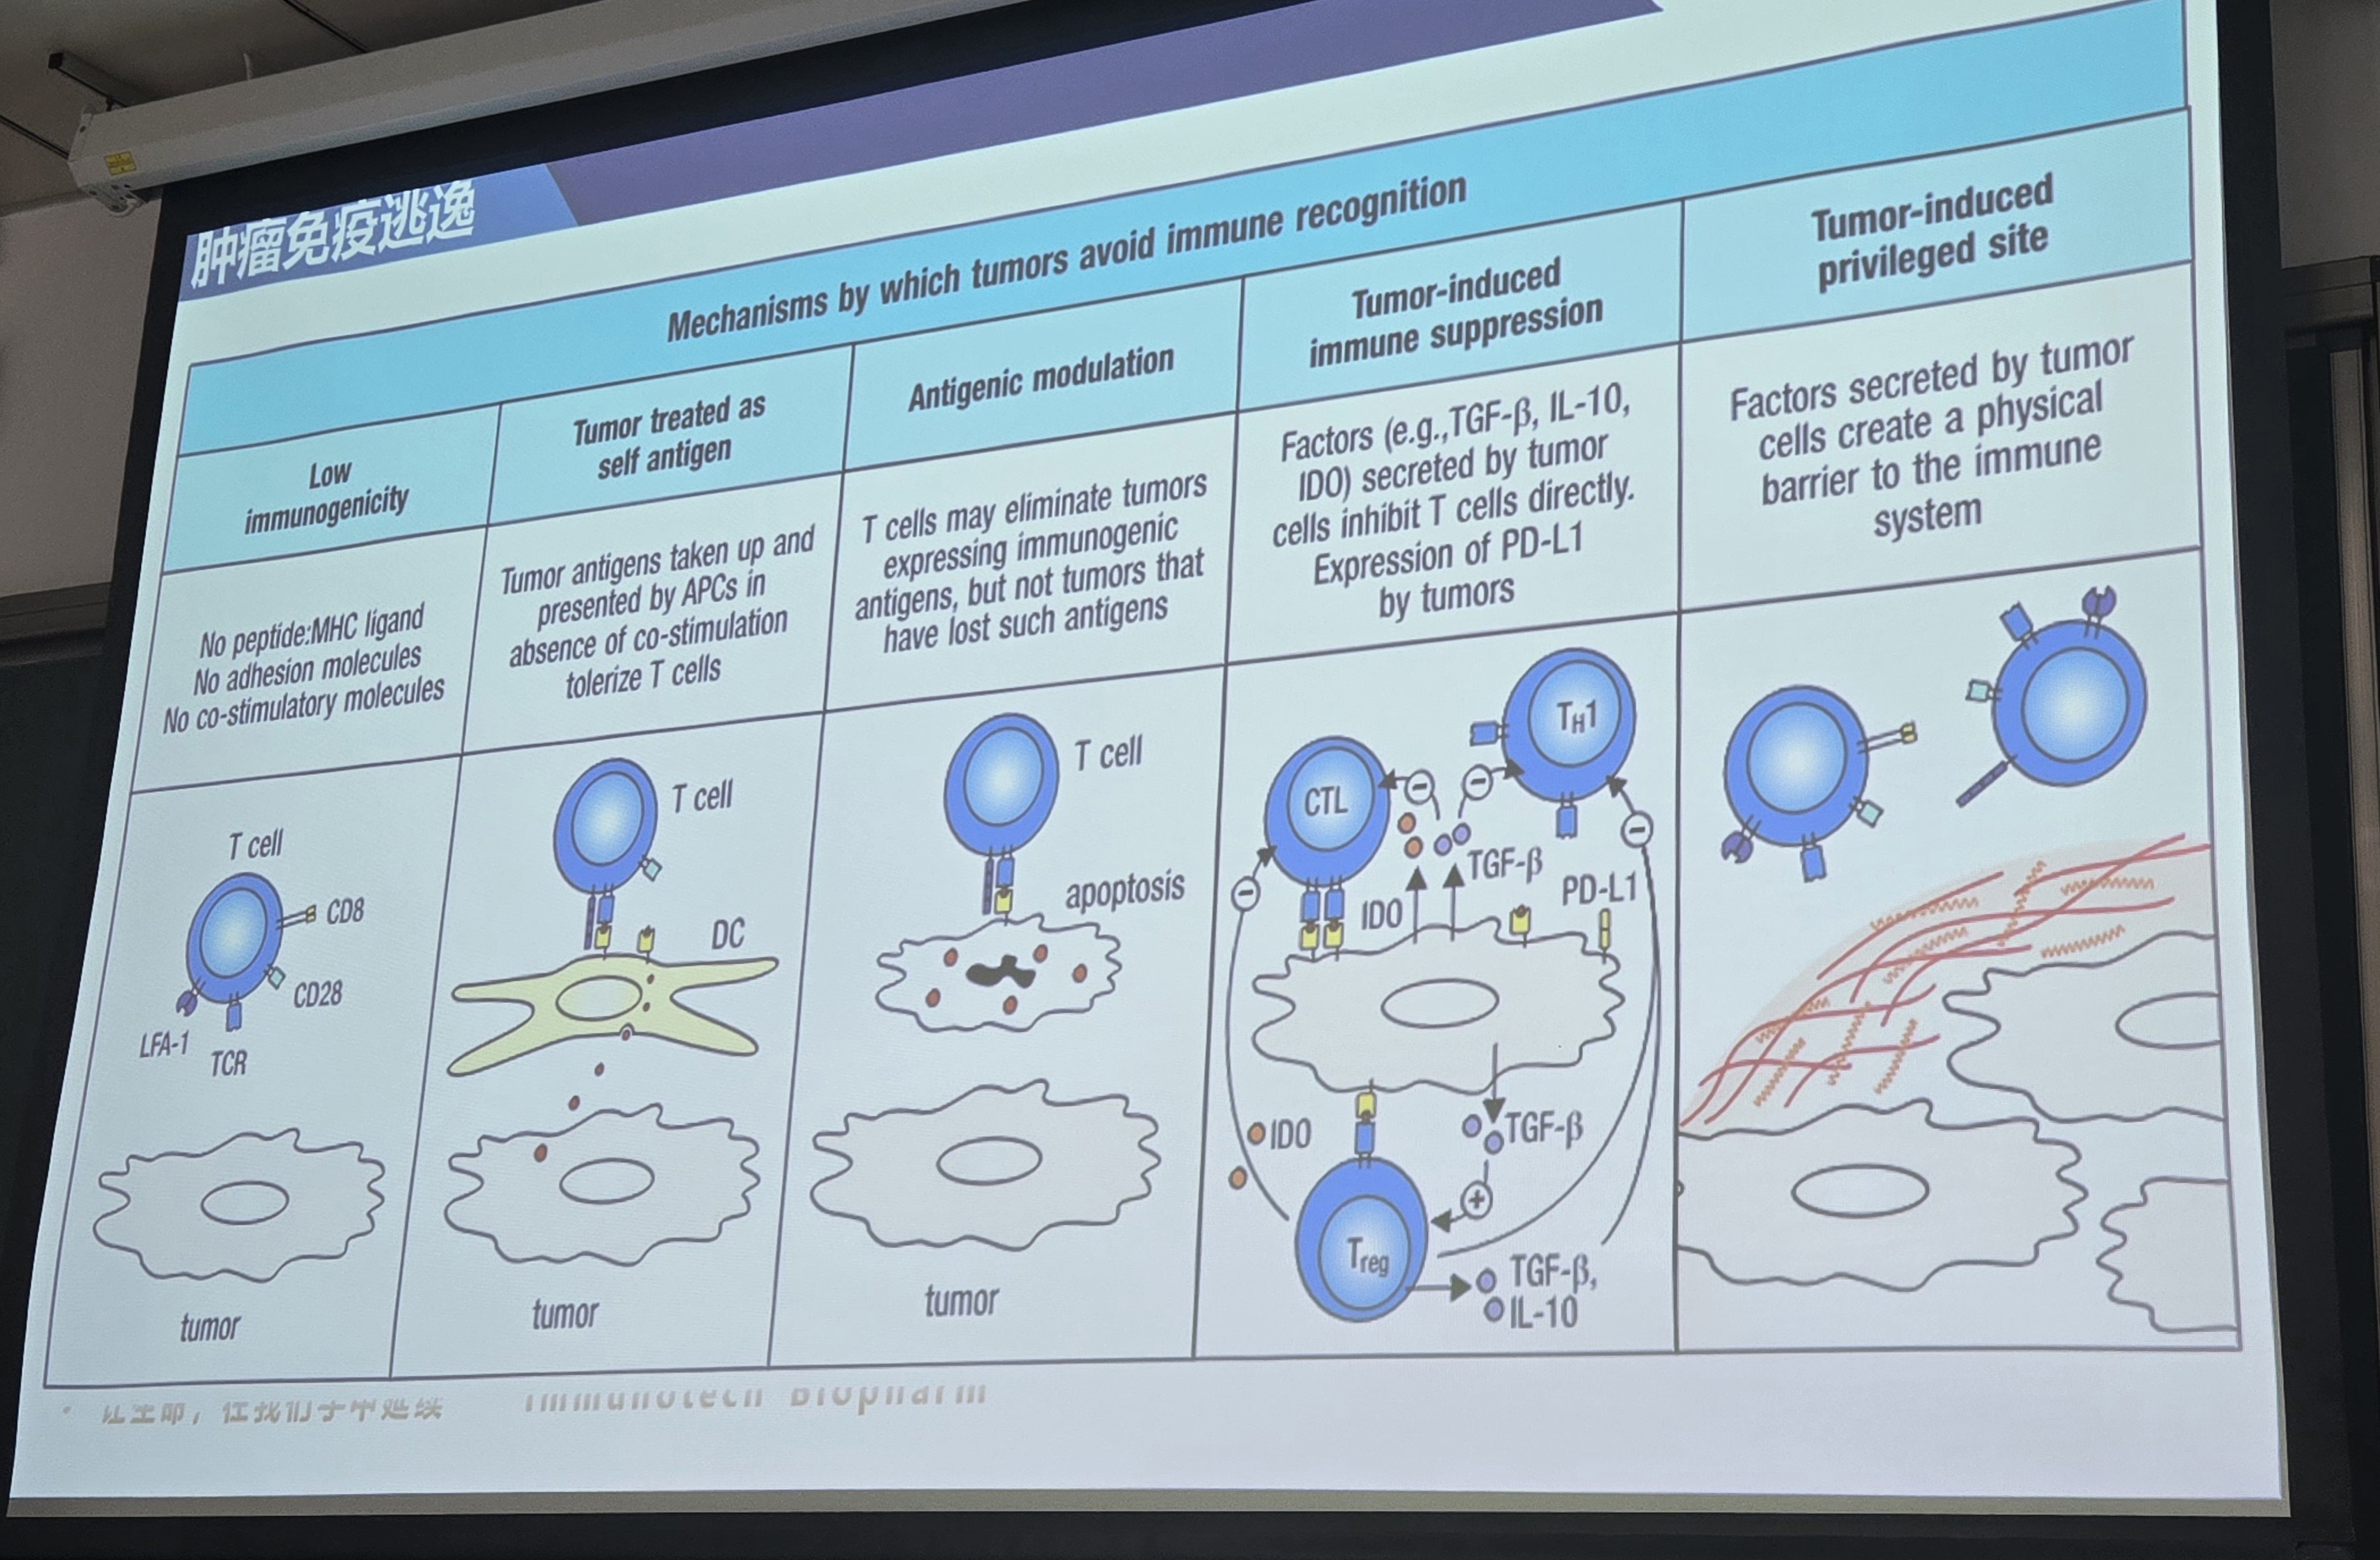 肿瘤免疫逃逸
Mechanisms by which tumors avoid immune recognition
Low
immunogenicity
Tumor treated as
self antigen
Antigenic modulation
Tumor-induced
immune suppression
Tumor-induced
privileged site
No peptide:MHC ligand
No adhesion molecules
No co-stimulatory molecules
Tumor antigens taken up and
presented by APCs in
absence of co-stimulation
tolerize T cells
T cells may eliminate tumors
expressing immunogenic
antigens, but not tumors that
have lost such antigens
Factors (e.g.,TGF-β, IL-10,
IDO) secreted by tumor
cells inhibit T cells directly.
Expression of PD-L1
by tumors
Factors secreted by tumor
cells create a physical
barrier to the immune
system
T cell
CD8
CD28
LFA-1
TCR
tumor
T cell
DC
tumor
T cell
apoptosis
tumor
TH1
CTL
TGF-β
IDO
PD-L1
IDO
TGF-β
Treg
TGF-β,
IL-10
Immunotech Biopharm